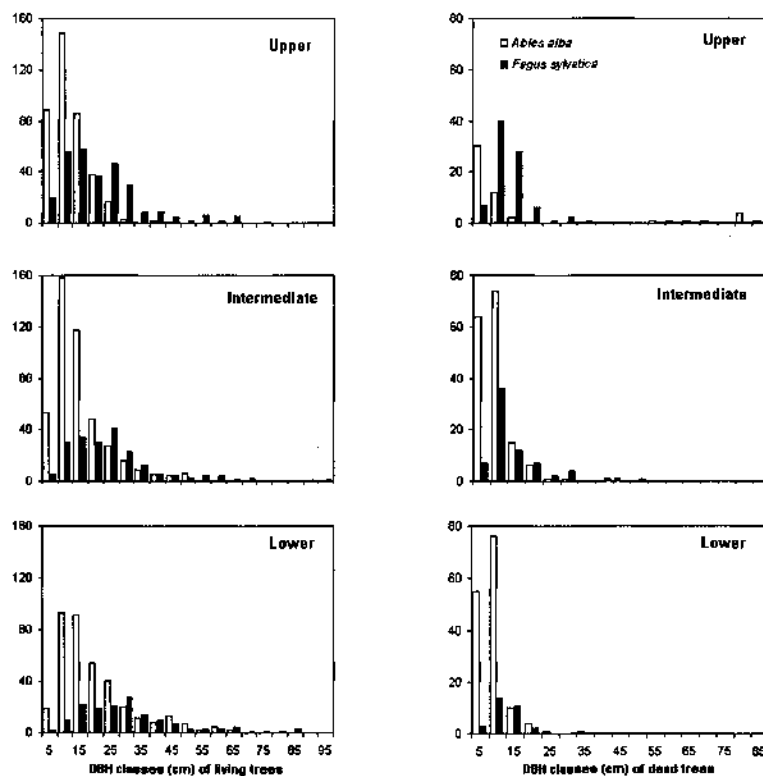 160
120
80
40
0
Upper
80
60
40
20
0
Abies alba
Fagus sylvatica
Upper
160
120
80
40
0
Intermediate
80
60
40
20
0
Intermediate
160
120
80
40
0
Lower
5 15 25 35 45 55 65 75 85 95
DBH classes (cm) of living trees
80
60
40
20
0
Lower
5 15 25 35 45 55 65 75 85
DBH classes (cm) of dead trees